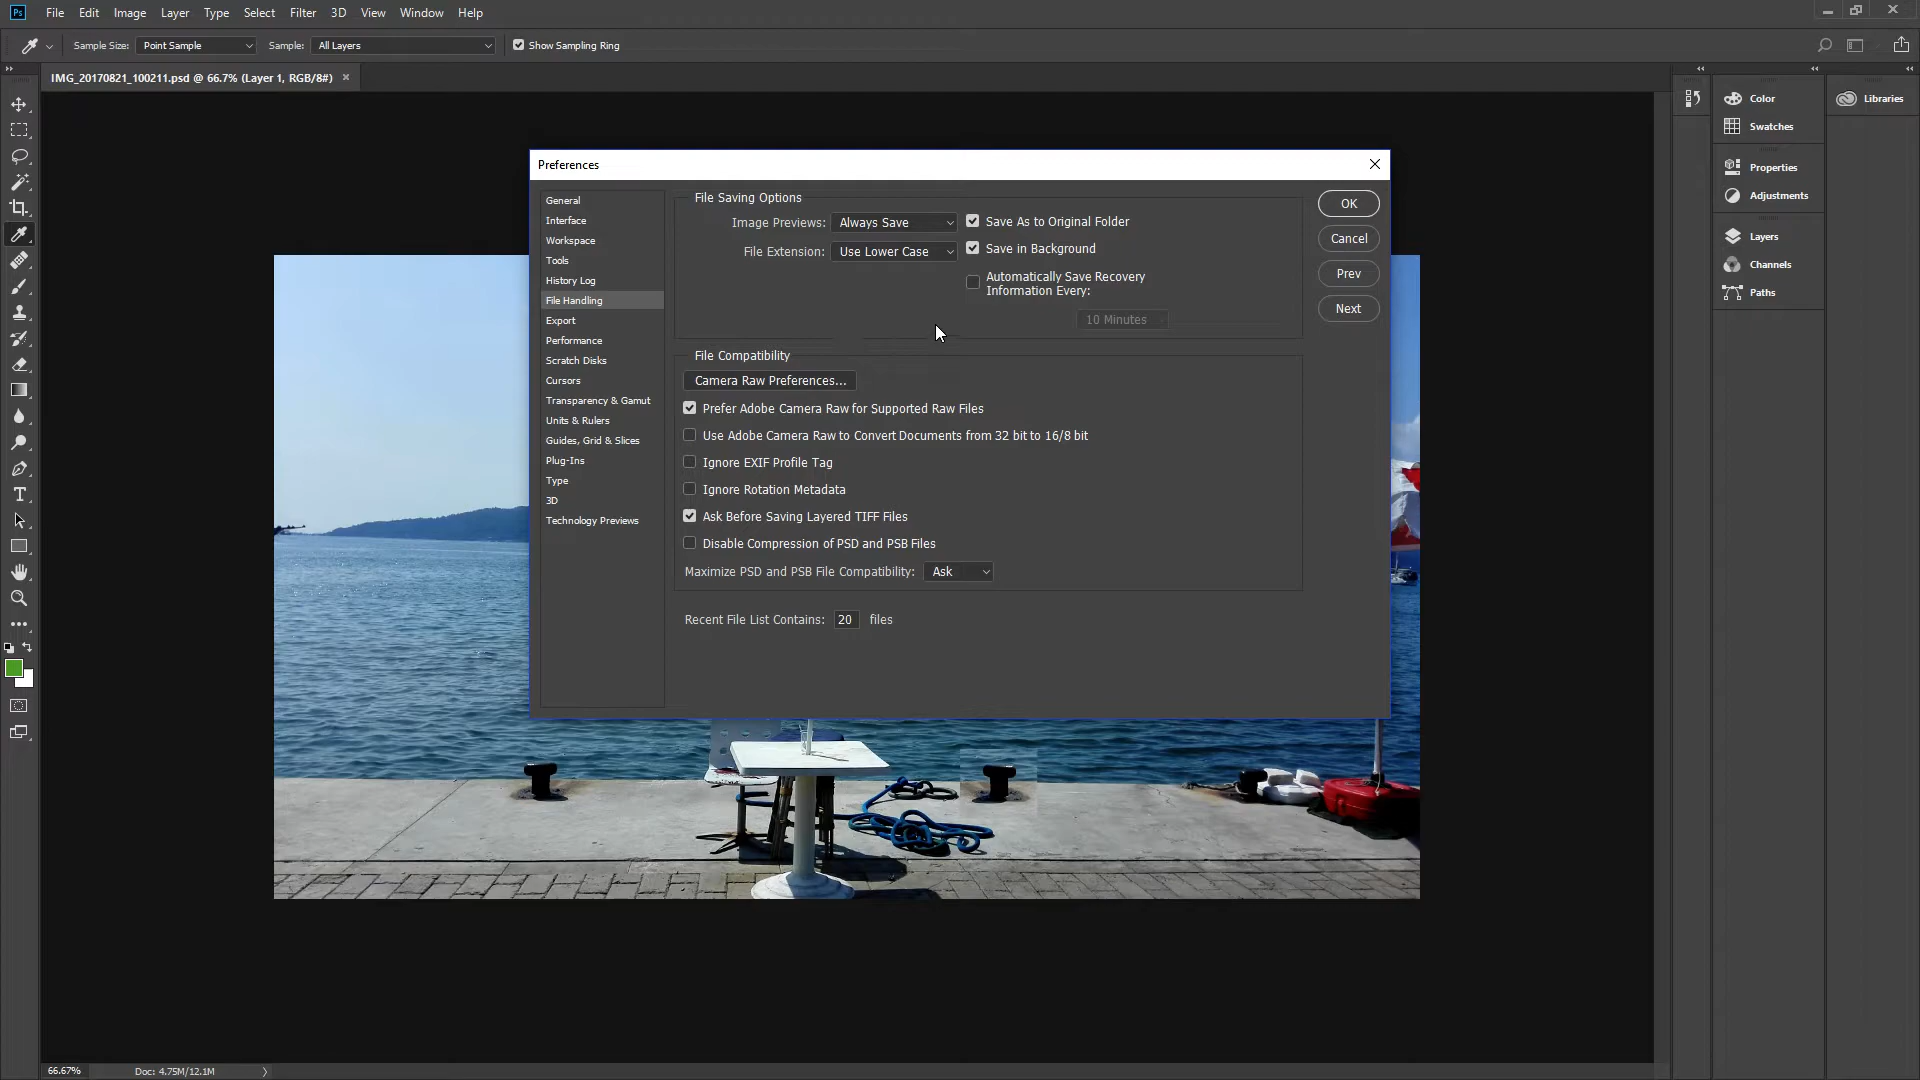 Ps File Edit Image Layer Type Select Filter 3D View Window Help
Sample Size: Point Sample Sample: All Layers Show Sampling Ring
IMG_20170821_100211.psd @ 66.7% (Layer 1, RGB/8#) ×
Color
Swatches
Properties
Adjustments
Layers
Channels
Paths
Libraries
Preferences
General
Interface
Workspace
Tools
History Log
File Handling
Export
Performance
Scratch Disks
Cursors
Transparency & Gamut
Units & Rulers
Guides, Grid & Slices
Plug-Ins
Type
3D
Technology Previews
File Saving Options
Image Previews: Always Save
File Extension: Use Lower Case
Save As to Original Folder
Save in Background
Automatically Save Recovery
Information Every:
10 Minutes
File Compatibility
Camera Raw Preferences...
Prefer Adobe Camera Raw for Supported Raw Files
Use Adobe Camera Raw to Convert Documents from 32 bit to 16/8 bit
Ignore EXIF Profile Tag
Ignore Rotation Metadata
Ask Before Saving Layered TIFF Files
Disable Compression of PSD and PSB Files
Maximize PSD and PSB File Compatibility: Ask
Recent File List Contains: 20 files
OK
Cancel
Prev
Next
66.67% Doc: 4.75M/12.1M